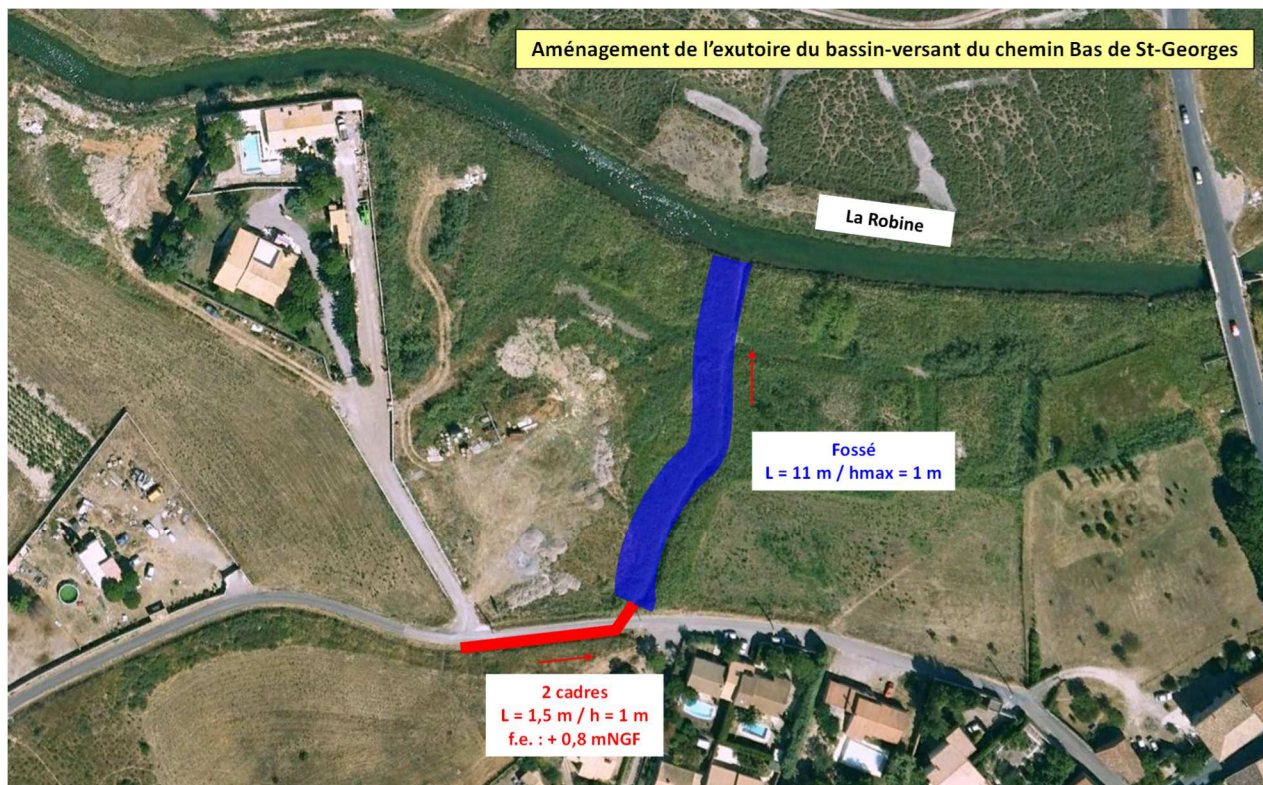 Aménagement de l'exutoire du bassin-versant du chemin Bas de St-Georges
La Robine
Fossé
L = 11 m / hmax = 1 m
2 cadres
L = 1,5 m / h = 1 m
f.e. : + 0,8 mNGF